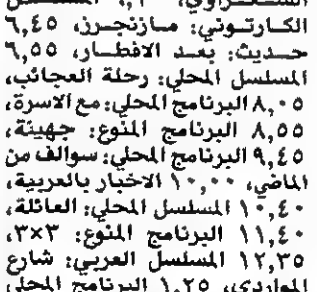 الكارتوني: مازنجرز، ٦,٤٥
حديث: بعد الافطار، ٦,٥٥
المسلسل المحلي: رحلة العجائب،
٨,٠٥ البرنامج المحلي: مع الاسرة،
٨,٥٥ البرنامج المنوع: جهينة،
٩,٤٥ البرنامج المحلي: سوالف من
الماضي، ١٠,٠٠ الاخبار بالعربية،
١٠,٤٠ المسلسل المحلي: العائلة،
١١,٤٠ البرنامج المنوع: ٣×٣،
١٢,٣٥ المسلسل العربي: شارع
المواردي، ١,٢٥ البرنامج المحلي